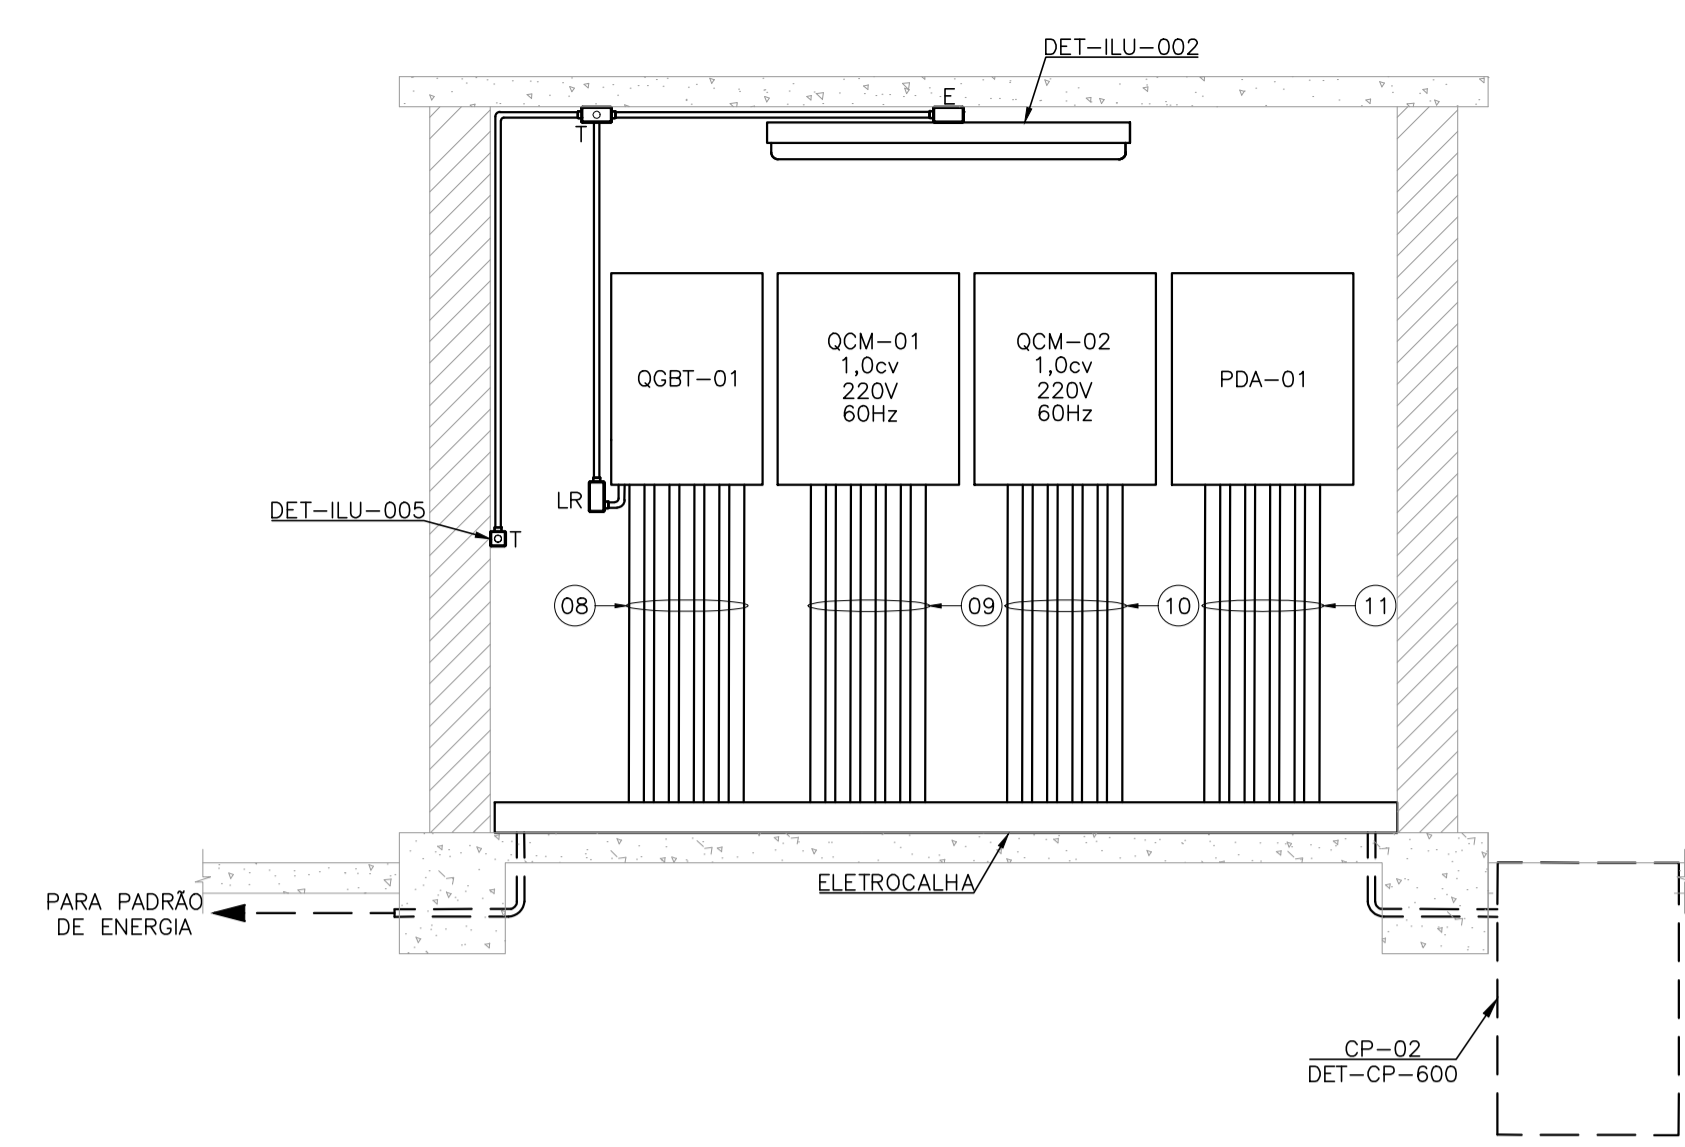 DET-ILU-002
E
T
QGBT-01
QCM-01
1,0cv
220V
60Hz
QCM-02
1,0cv
220V
60Hz
PDA-01
LR
DET-ILU-005
T
08
09
10
11
ELETROCALHA
PARA PADRÃO
DE ENERGIA
CP-02
DET-CP-600